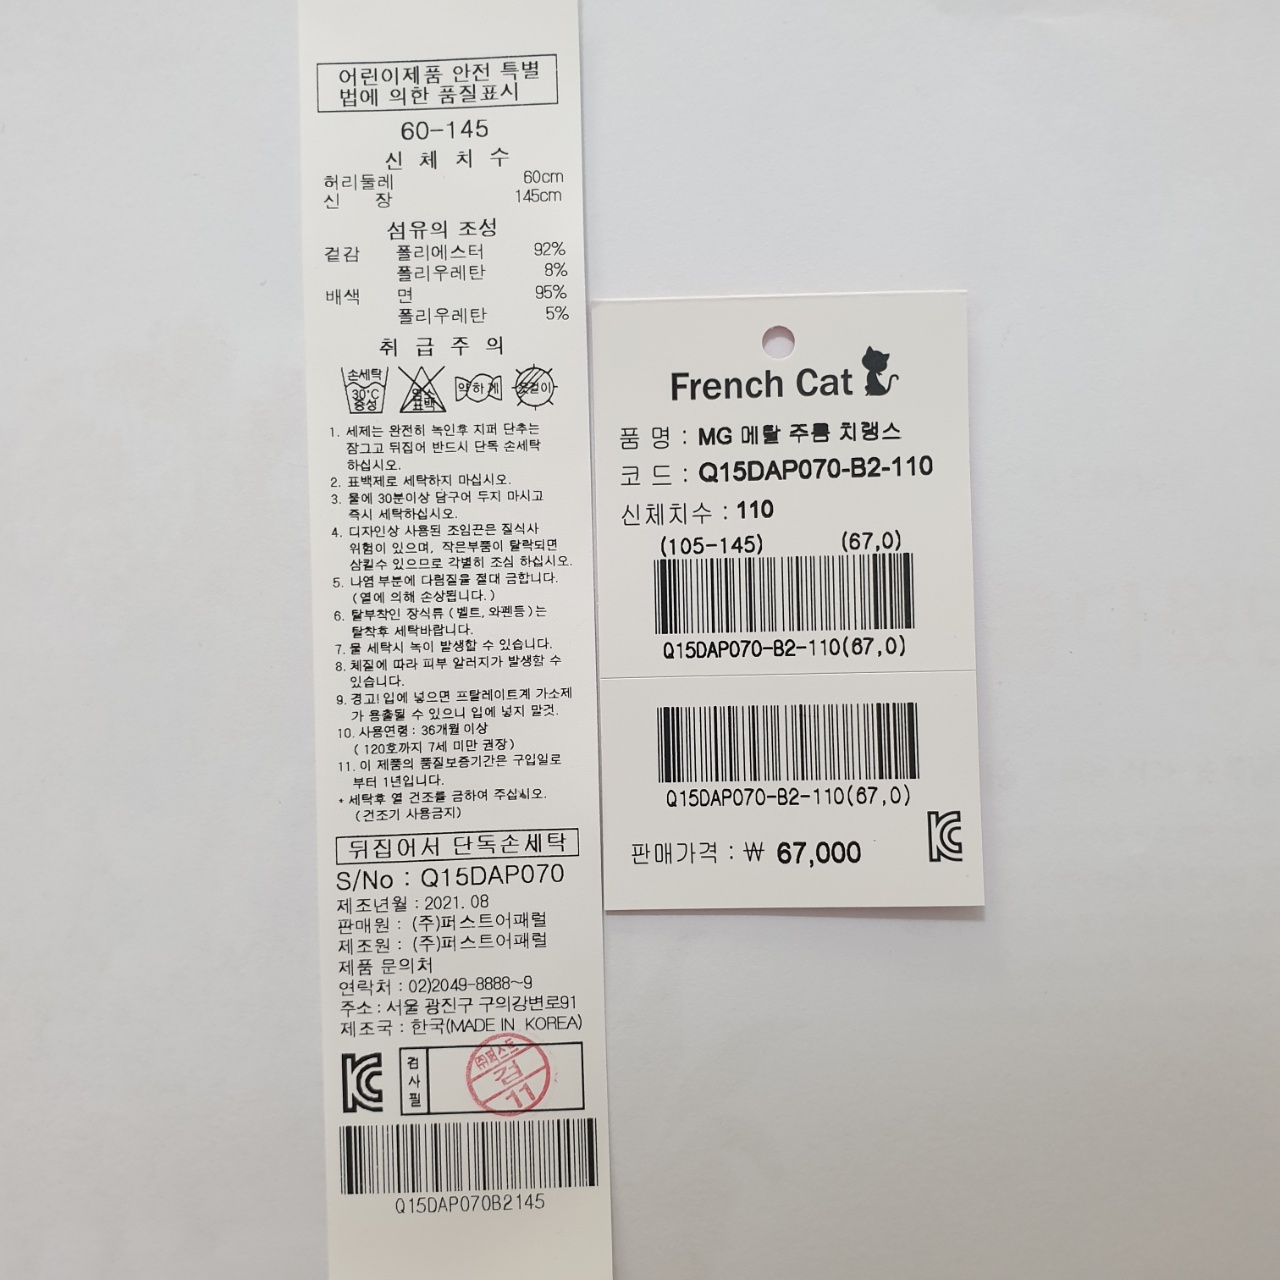 어린이제품 안전 특별
법에 의한 품질표시
60-145
신 체 치 수
허리둘레 60cm
신 장 145cm
섬유의 조성
겉감 폴리에스터 92%
폴리우레탄 8%
배색 면 95%
폴리우레탄 5%
취 급 주 의
손세탁
30°C
중성
염소
표백
약하게
옷걸이
1. 세제는 완전히 녹인후 지퍼 단추는
잠그고 뒤집어 반드시 단독 손세탁
하십시오.
2. 표백제로 세탁하지 마십시오.
3. 물에 30분이상 담구어 두지 마시고
즉시 세탁하십시오.
4. 디자인상 사용된 조임끈은 질식사
위험이 있으며, 작은부품이 탈락되면
삼킬수 있으므로 각별히 조심 하십시오.
5. 나염 부분에 다림질을 절대 금합니다.
(열에 의해 손상됩니다.)
6. 탈부착인 장식류 (벨트, 와펜등)는
탈착후 세탁바랍니다.
7. 물 세탁시 녹이 발생할 수 있습니다.
8. 체질에 따라 피부 알러지가 발생할 수
있습니다.
9. 경고! 입에 넣으면 프탈레이트계 가소제
가 용출될 수 있으니 입에 넣지 말것.
10. 사용연령 : 36개월 이상
( 120호까지 7세 미만 권장)
11. 이 제품의 품질보증기간은 구입일로
부터 1년입니다.
* 세탁후 열 건조를 금하여 주십시오.
(건조기 사용금지)
뒤집어서 단독손세탁
S/No : Q15DAP070
제조년월 : 2021. 08
판매원 : (주)퍼스트어패럴
제조원 : (주)퍼스트어패럴
제품 문의처
연락처 : 02)2049-8888~9
주소 : 서울 광진구 구의강변로91
제조국 : 한국(MADE IN KOREA)
KC
검
사
필
㈜퍼스트
검
11
Q15DAP070B2145
French Cat
품 명 : MG 메탈 주름 치랭스
코 드 : Q15DAP070-B2-110
신체치수 : 110
(105-145) (67,0)
Q15DAP070-B2-110(67,0)
Q15DAP070-B2-110(67,0)
판매가격 : ₩ 67,000
KC